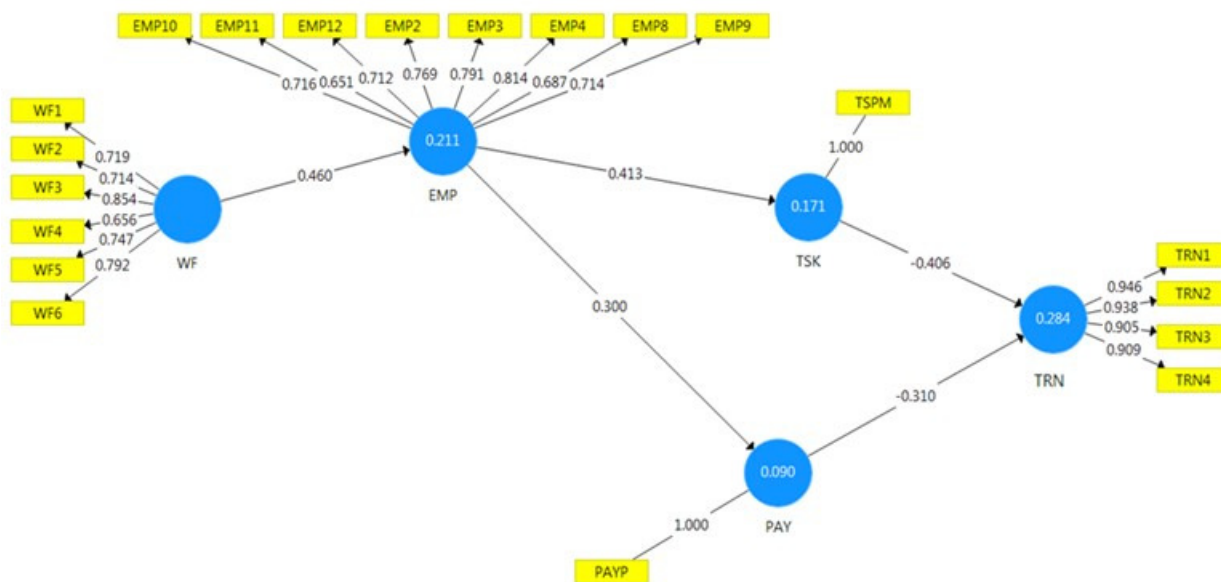 EMP10 EMP11 EMP12 EMP2 EMP3 EMP4 EMP8 EMP9
0.716 0.651 0.712 0.769 0.791 0.814 0.687 0.714
WF1
WF2
WF3
WF4
WF5
WF6
0.719
0.714
0.854
0.656
0.747
0.792
WF
0.460
0.211
EMP
0.413
0.300
TSPM
1.000
0.171
TSK
-0.406
0.090
PAY
1.000
PAYP
-0.310
0.284
TRN
0.946
0.938
0.905
0.909
TRN1
TRN2
TRN3
TRN4